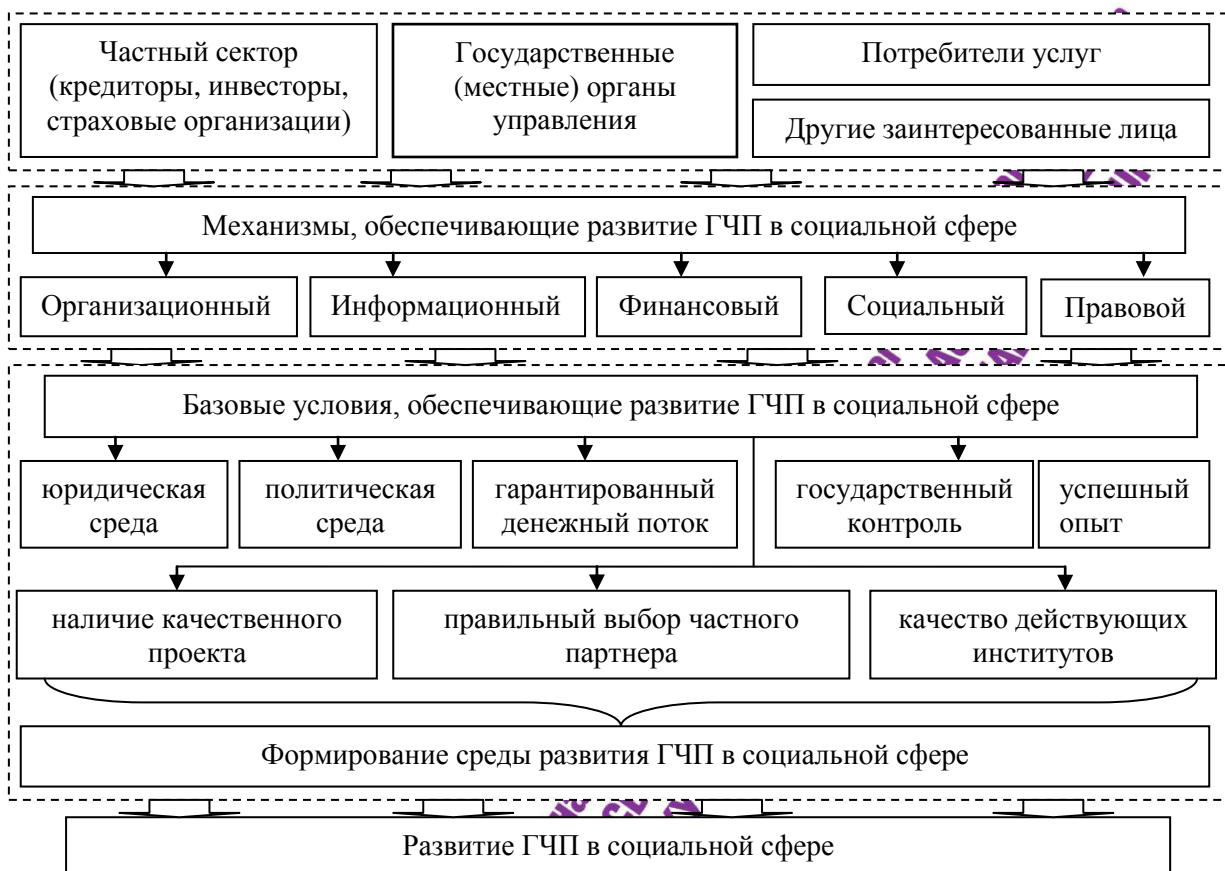 Частный сектор
(кредиторы, инвесторы,
страховые организации)
Государственные
(местные) органы
управления
Потребители услуг
Другие заинтересованные лица
Механизмы, обеспечивающие развитие ГЧП в социальной сфере
Организационный
Информационный
Финансовый
Социальный
Правовой
Базовые условия, обеспечивающие развитие ГЧП в социальной сфере
юридическая
среда
политическая
среда
гарантированный
денежный поток
государственный
контроль
успешный
опыт
наличие качественного
проекта
правильный выбор частного
партнера
качество действующих
институтов
Формирование среды развития ГЧП в социальной сфере
Развитие ГЧП в социальной сфере